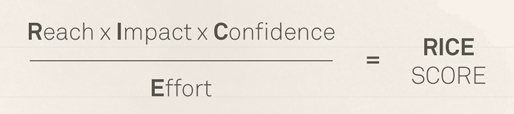 Reach x Impact x Confidence
Effort
=
RICE
SCORE